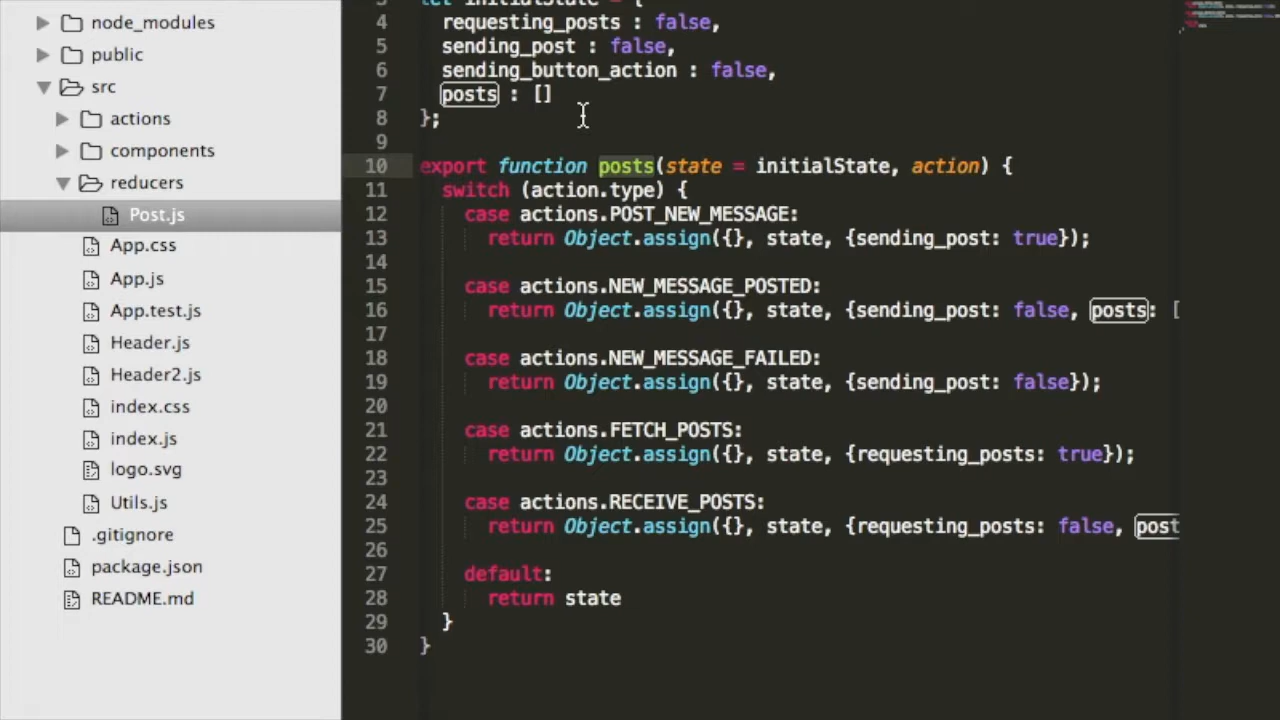 node_modules
public
src
actions
components
reducers
Post.js
App.css
App.js
App.test.js
Header.js
Header2.js
index.css
index.js
logo.svg
Utils.js
.gitignore
package.json
README.md
3 let initialState = {
4 requesting_posts : false,
5 sending_post : false,
6 sending_button_action : false,
7 posts : []
8 };
9
10 export function posts(state = initialState, action) {
11 switch (action.type) {
12 case actions.POST_NEW_MESSAGE:
13 return Object.assign({}, state, {sending_post: true});
14
15 case actions.NEW_MESSAGE_POSTED:
16 return Object.assign({}, state, {sending_post: false, posts: [
17
18 case actions.NEW_MESSAGE_FAILED:
19 return Object.assign({}, state, {sending_post: false});
20
21 case actions.FETCH_POSTS:
22 return Object.assign({}, state, {requesting_posts: true});
23
24 case actions.RECEIVE_POSTS:
25 return Object.assign({}, state, {requesting_posts: false, post
26
27 default:
28 return state
29 }
30 }